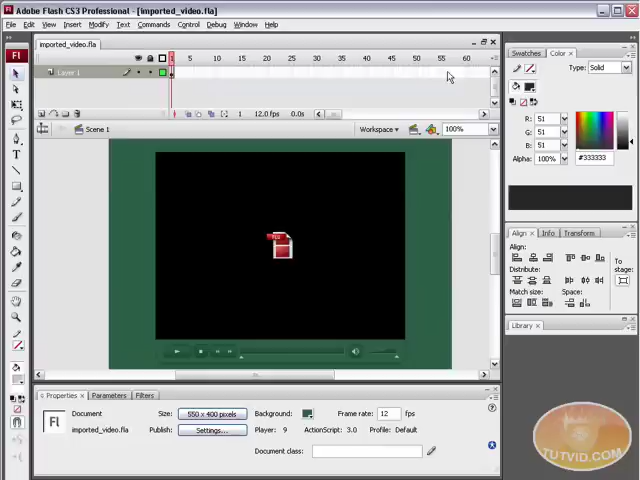 Adobe Flash CS3 Professional - [imported_video.fla]
File Edit View Insert Modify Text Commands Control Debug Window Help
imported_video.fla
Swatches Color
1 5 10 15 20 25 30 35 40 45 50 55 60
Layer 1
Type: Solid
1 12.0 fps 0.0s
R: 51
G: 51
B: 51
Alpha: 100% #333333
Scene 1 Workspace 100%
Fl
Align Info Transform
Align:
To stage:
Distribute:
Match size: Space:
FLV
Library
Properties Parameters Filters
Fl
Document
imported_video.fla
Size: 550 x 400 pixels Background: Frame rate: 12 fps
Publish: Settings... Player: 9 ActionScript: 3.0 Profile: Default
Document class:
TUTVID.COM